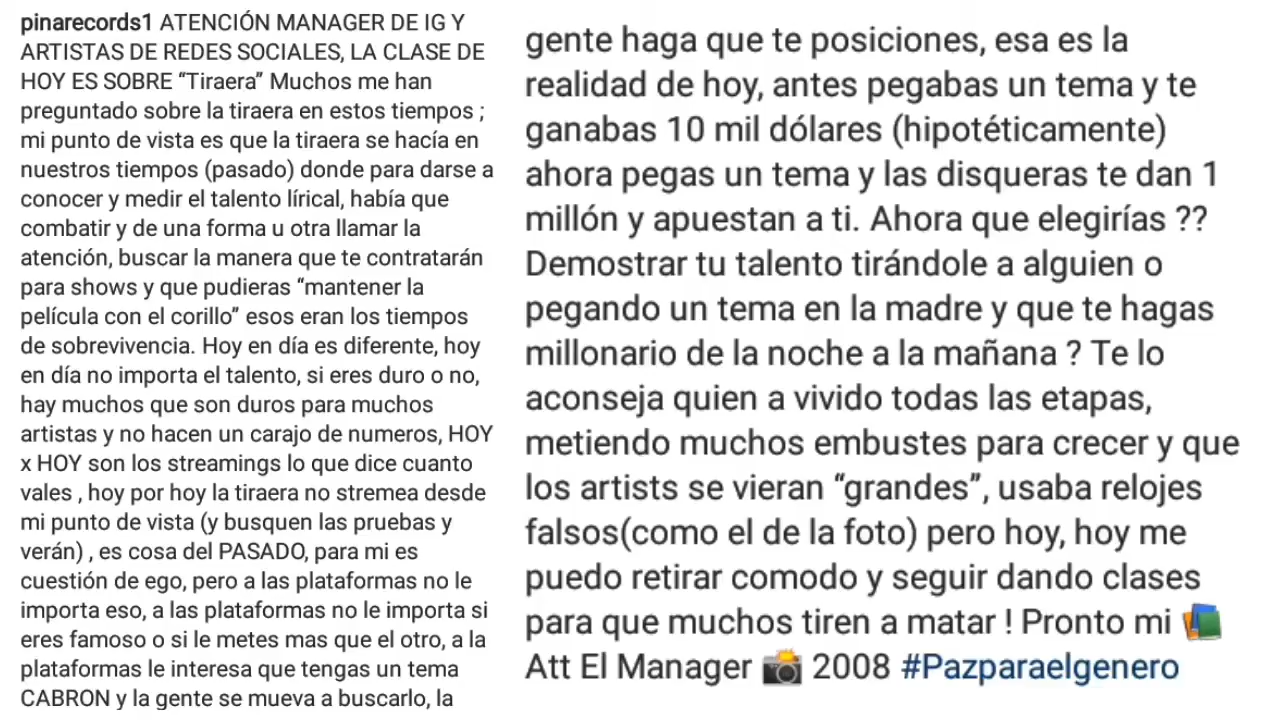 pinarecords1 ATENCIÓN MANAGER DE IG Y
ARTISTAS DE REDES SOCIALES, LA CLASE DE
HOY ES SOBRE “Tiraera” Muchos me han
preguntado sobre la tiraera en estos tiempos ;
mi punto de vista es que la tiraera se hacía en
nuestros tiempos (pasado) donde para darse a
conocer y medir el talento lírical, había que
combatir y de una forma u otra llamar la
atención, buscar la manera que te contratarán
para shows y que pudieras “mantener la
película con el corillo” esos eran los tiempos
de sobrevivencia. Hoy en día es diferente, hoy
en día no importa el talento, si eres duro o no,
hay muchos que son duros para muchos
artistas y no hacen un carajo de numeros, HOY
x HOY son los streamings lo que dice cuanto
vales , hoy por hoy la tiraera no stremea desde
mi punto de vista (y busquen las pruebas y
verán) , es cosa del PASADO, para mi es
cuestión de ego, pero a las plataformas no le
importa eso, a las plataformas no le importa si
eres famoso o si le metes mas que el otro, a la
plataformas le interesa que tengas un tema
CABRON y la gente se mueva a buscarlo, la
gente haga que te posiciones, esa es la
realidad de hoy, antes pegabas un tema y te
ganabas 10 mil dólares (hipotéticamente)
ahora pegas un tema y las disqueras te dan 1
millón y apuestan a ti. Ahora que elegirías ??
Demostrar tu talento tirándole a alguien o
pegando un tema en la madre y que te hagas
millonario de la noche a la mañana ? Te lo
aconseja quien a vivido todas las etapas,
metiendo muchos embustes para crecer y que
los artists se vieran “grandes”, usaba relojes
falsos(como el de la foto) pero hoy, hoy me
puedo retirar comodo y seguir dando clases
para que muchos tiren a matar ! Pronto mi 📚
Att El Manager 📸 2008 #Pazparaelgenero